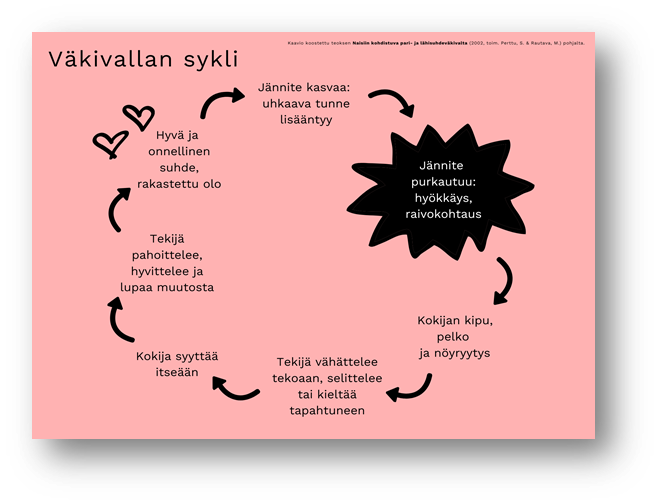 Kaavio koostettu teoksen Naisiin kohdistuva pari- ja lähisuhdeväkivalta (2002, toim. Perttu, S. & Rautava, M.) pohjalta.
Väkivallan sykli
Jännite kasvaa:
uhkaava tunne
lisääntyy
Jännite
purkautuu:
hyökkäys,
raivokohtaus
Kokijan kipu,
pelko
ja nöyryytys
Tekijä vähättelee
tekoaan, selittelee
tai kieltää
tapahtuneen
Kokija syyttää
itseään
Tekijä
pahoittelee,
hyvittelee ja
lupaa muutosta
Hyvä ja
onnellinen
suhde,
rakastettu olo